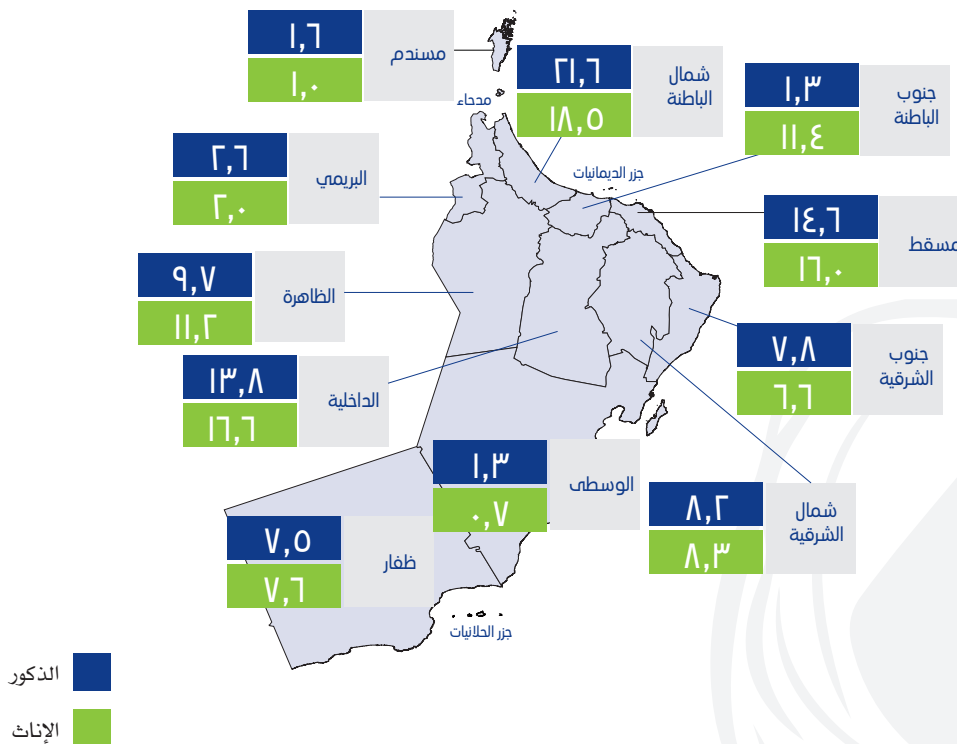 مسندم
١,٦
١,٠
شمال
الباطنة
٢١,٦
١٨,٥
جنوب
الباطنة
١,٣
١١,٤
مدحاء
البريمي
٢,٦
٢,٠
جزر الديمانيات
مسقط
١٤,٦
١٦,٠
الظاهرة
٩,٧
١١,٢
جنوب
الشرقية
٧,٨
٦,٦
الداخلية
١٣,٨
١٦,٦
الوسطى
١,٣
٠,٧
شمال
الشرقية
٨,٢
٨,٣
ظفار
٧,٥
٧,٦
جزر الحلانيات
الذكور
الإناث